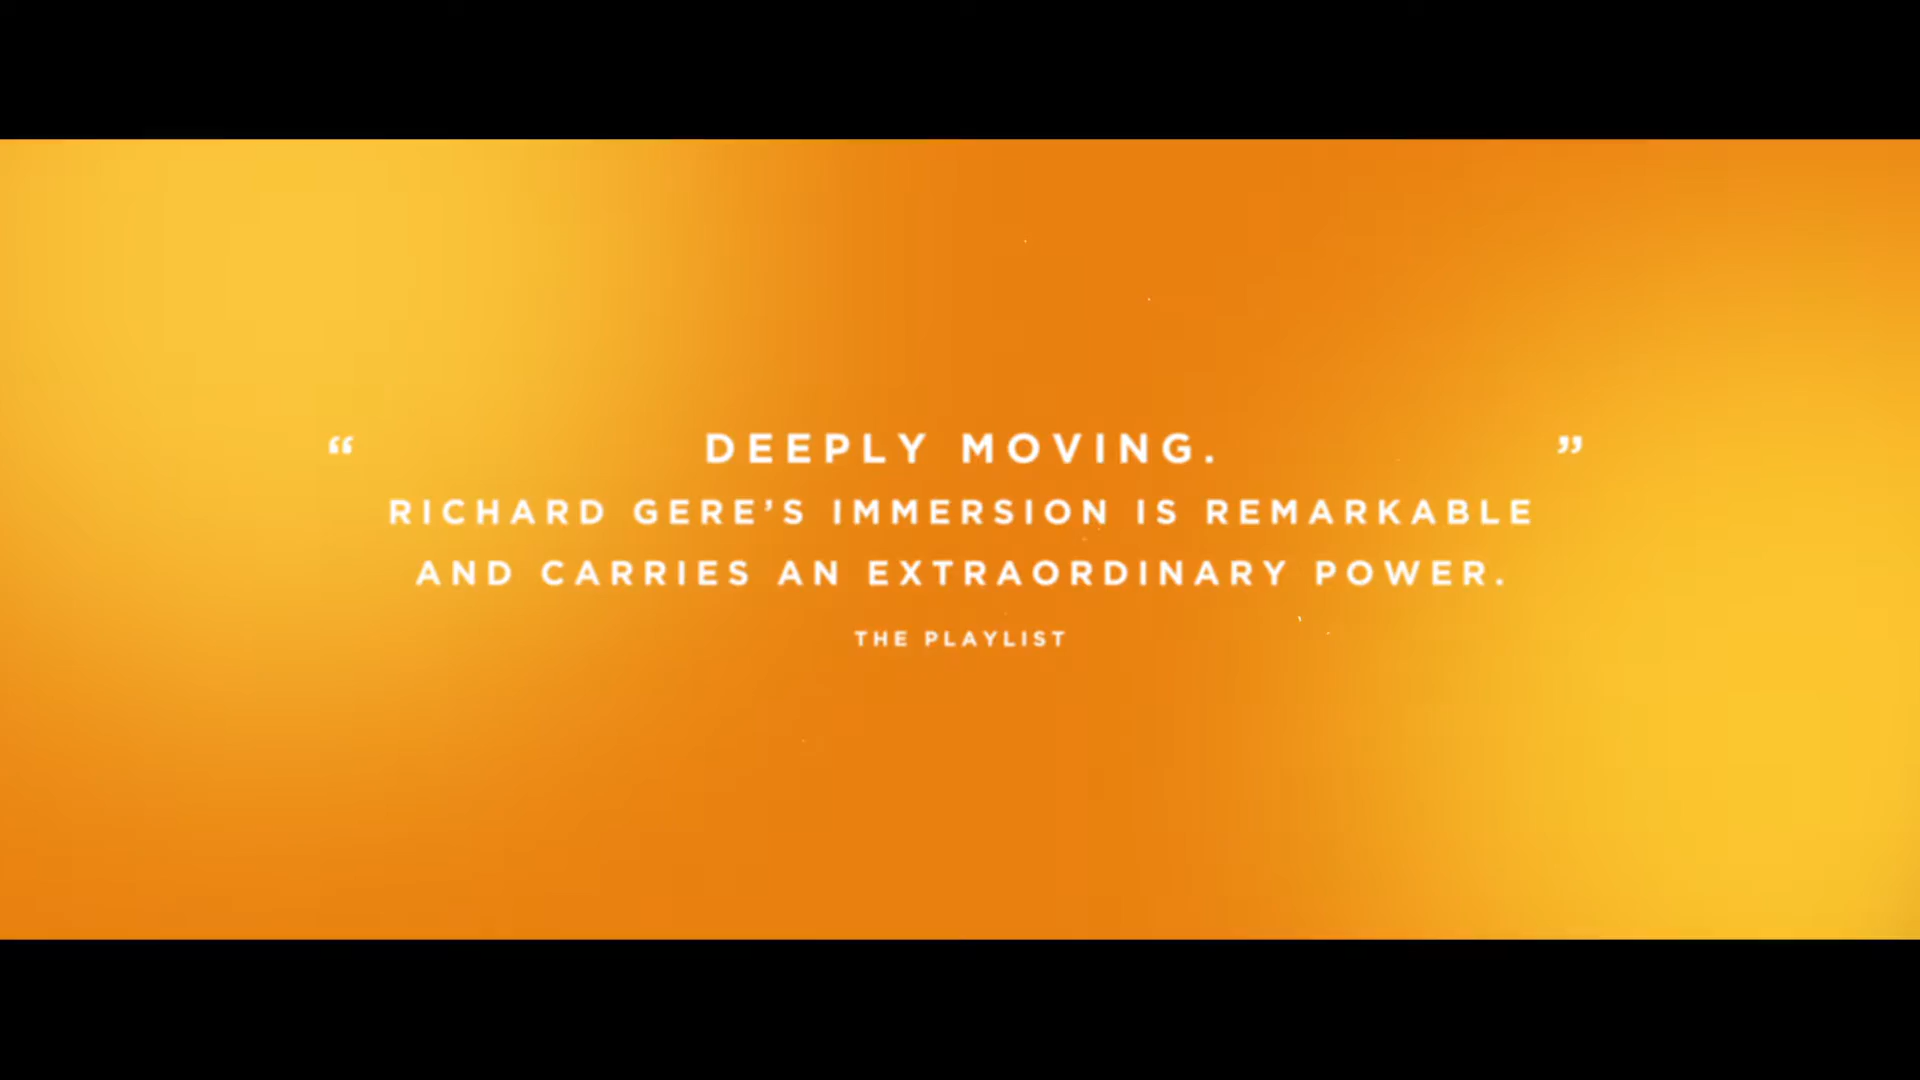 “ DEEPLY MOVING. ”
RICHARD GERE’S IMMERSION IS REMARKABLE
AND CARRIES AN EXTRAORDINARY POWER.
THE PLAYLIST